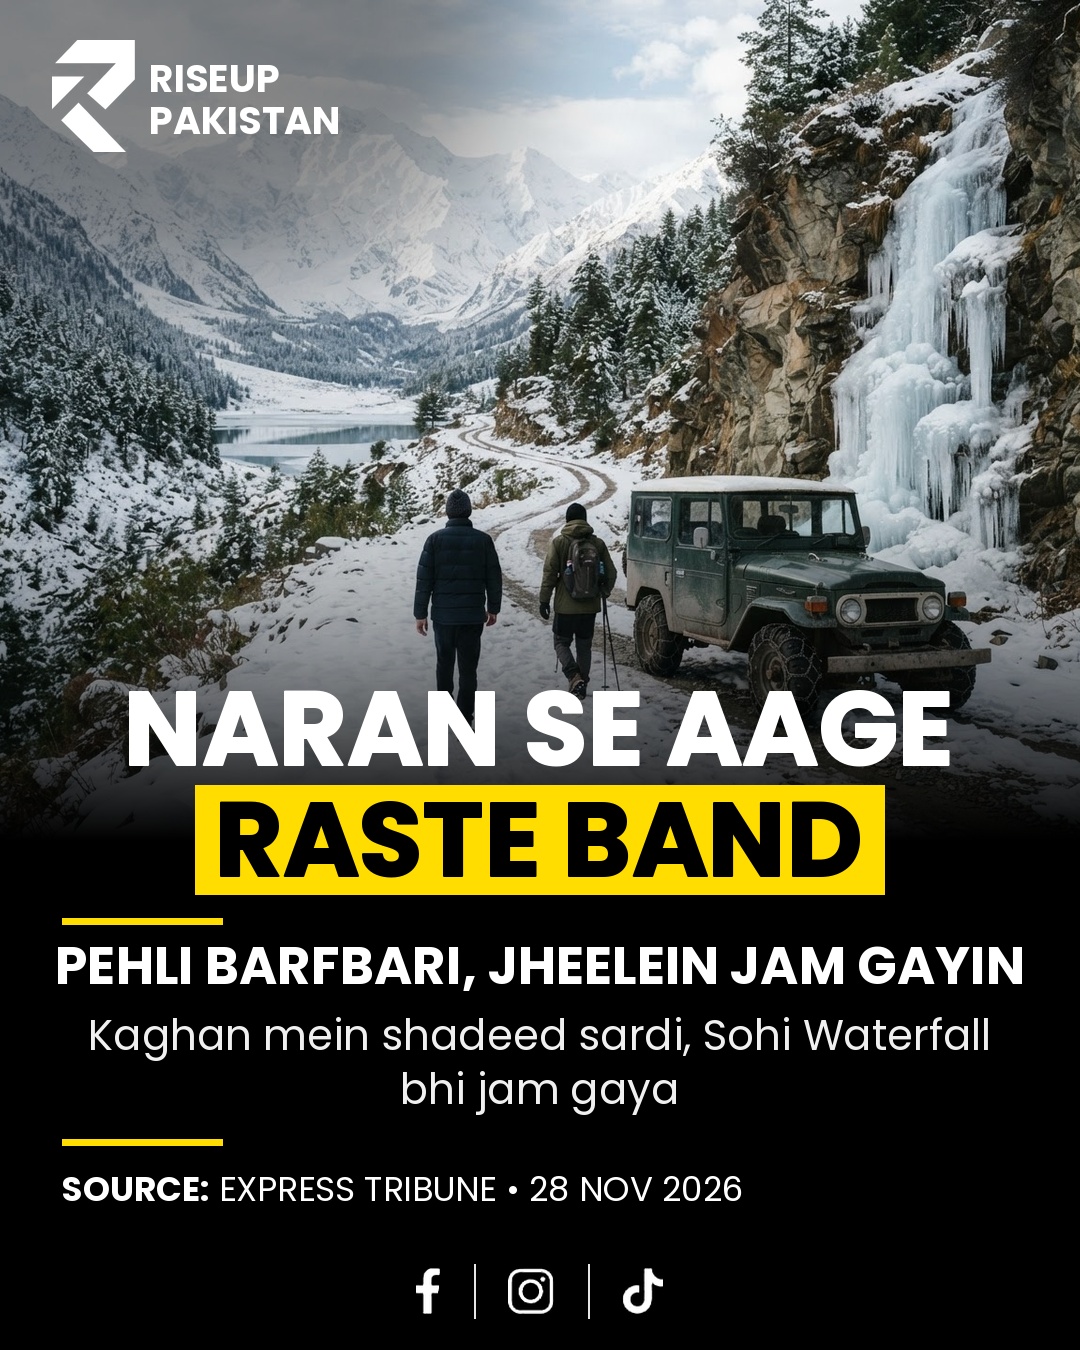 RISEUP
PAKISTAN
NARAN SE AAGE
RASTE BAND
PEHLI BARFBARI, JHEELEIN JAM GAYIN
Kaghan mein shadeed sardi, Sohi Waterfall
bhi jam gaya
SOURCE: EXPRESS TRIBUNE • 28 NOV 2026